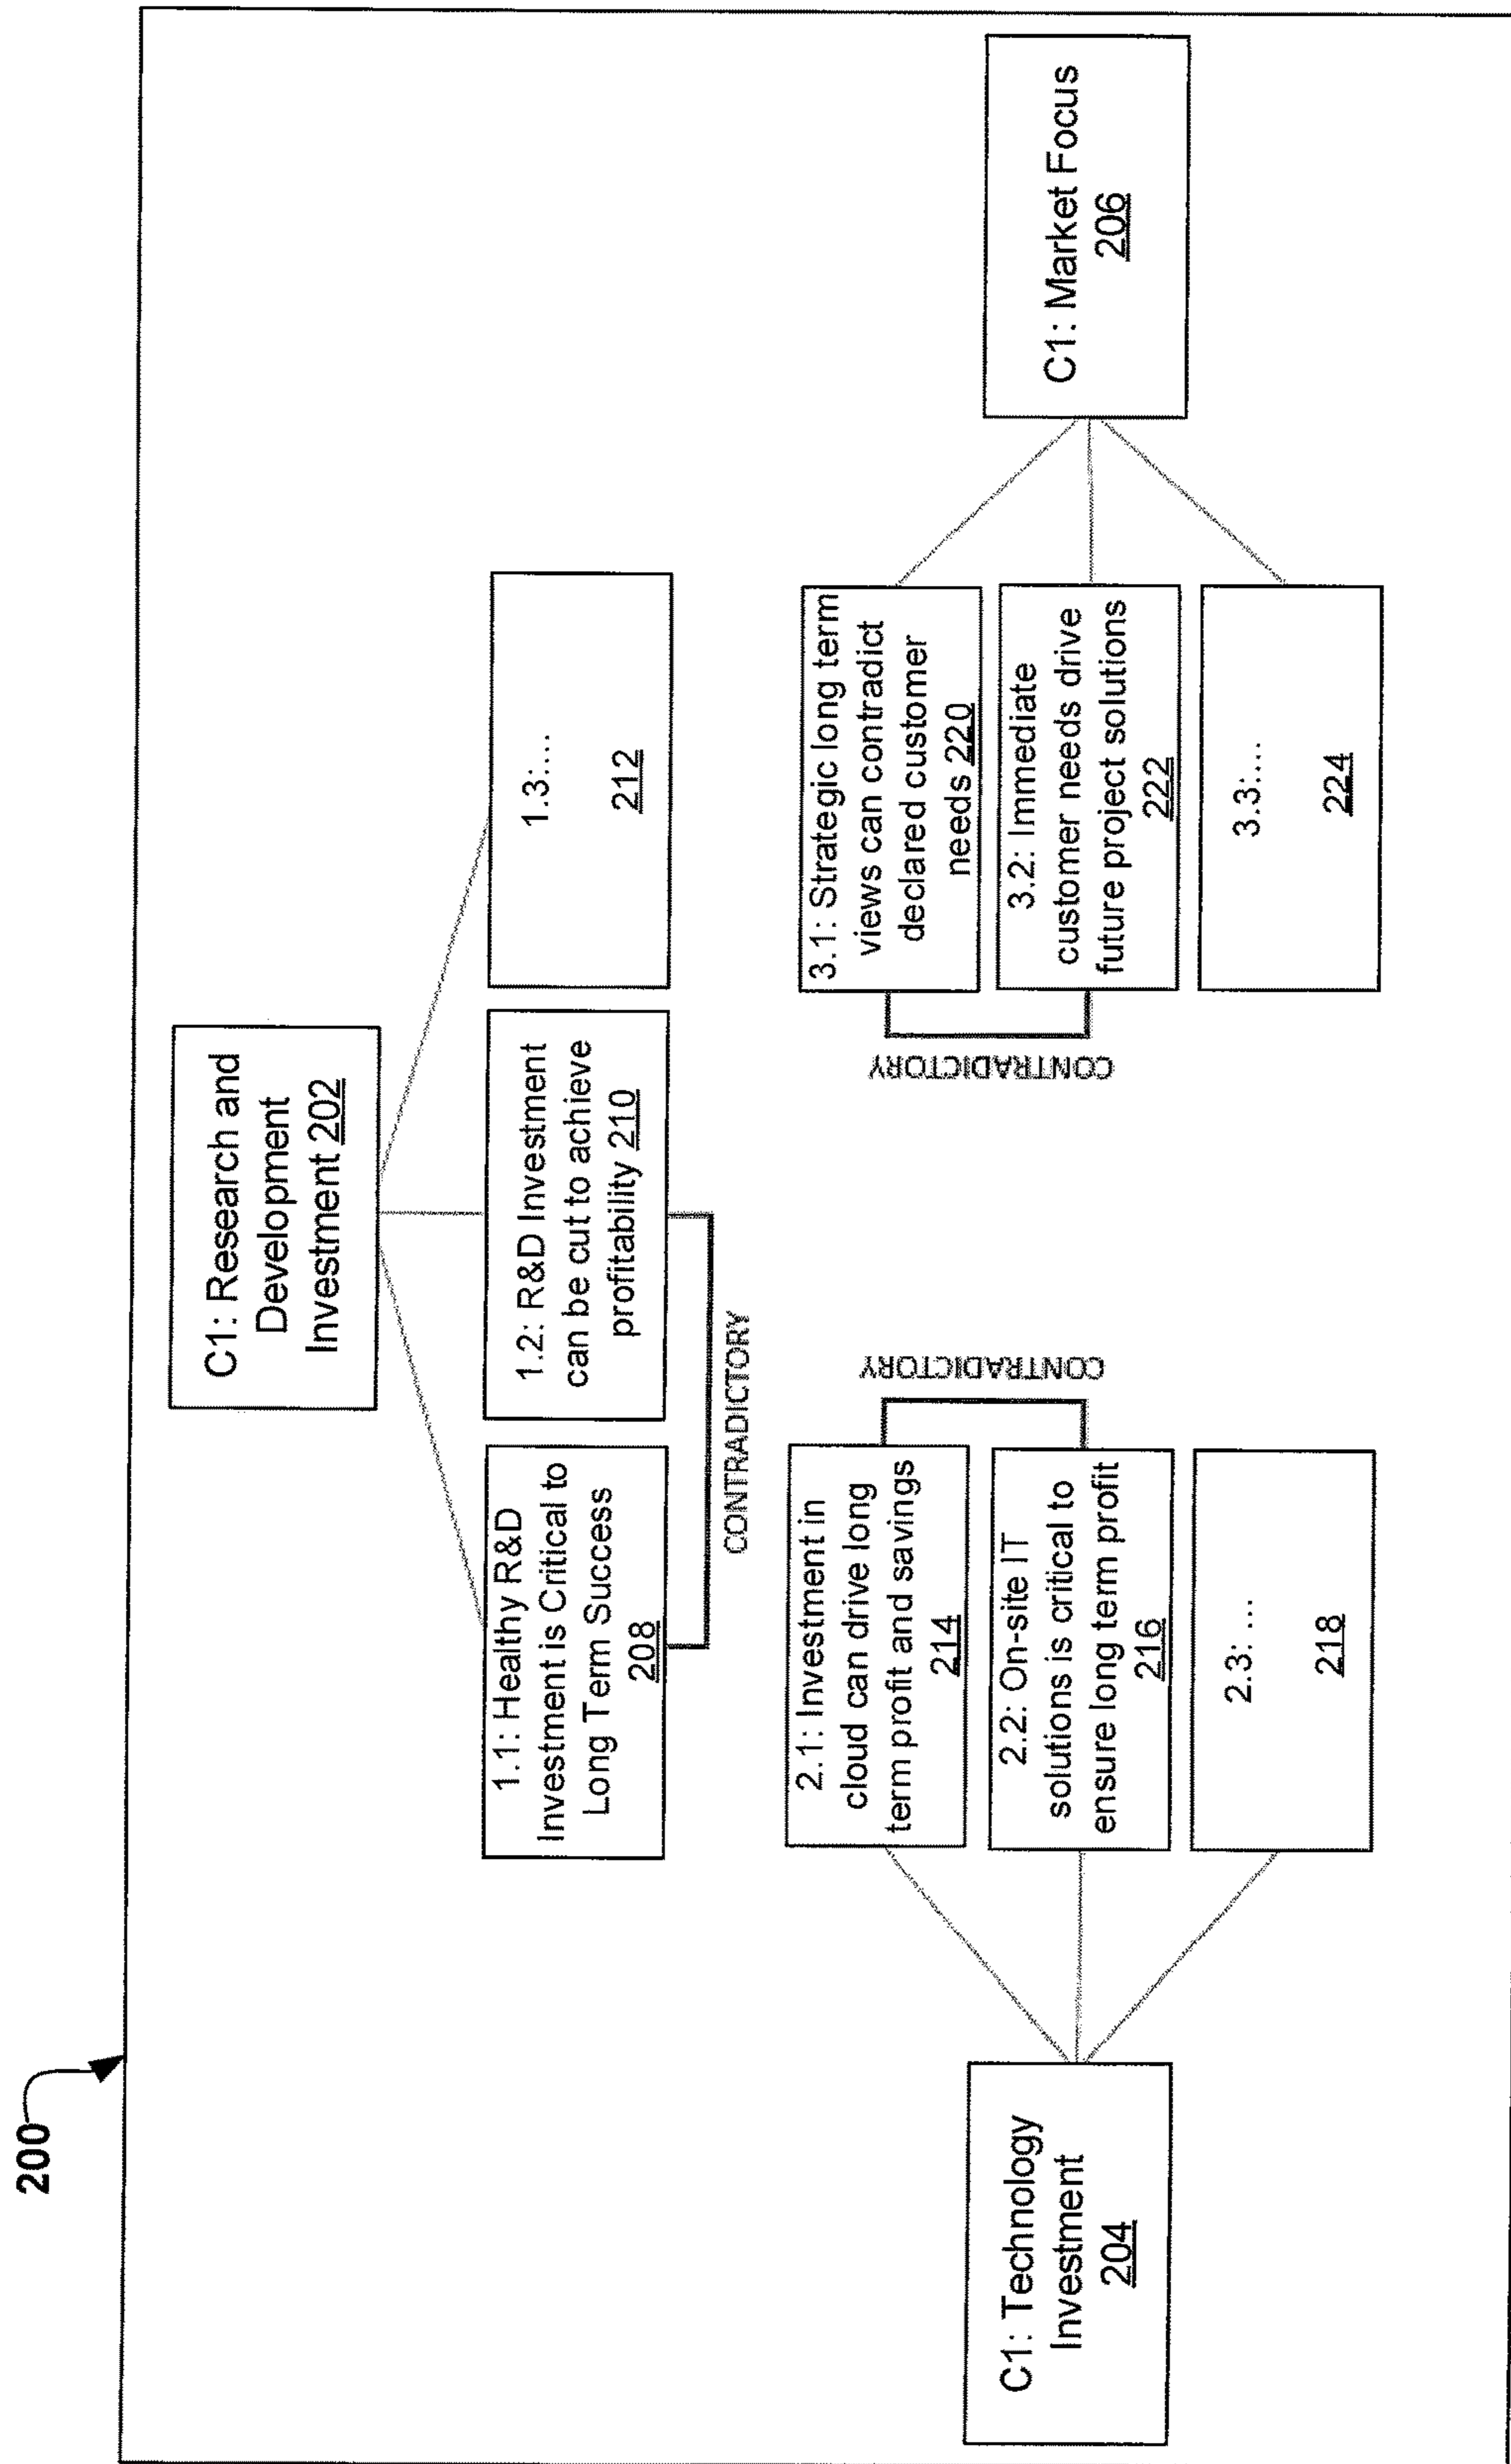 200
C1: Research and
Development
Investment 202
1.1: Healthy R&D
Investment is Critical to
Long Term Success
208
1.2: R&D Investment
can be cut to achieve
profitability 210
1.3:...
212
CONTRADICTORY
C1: Technology
Investment
204
2.1: Investment in
cloud can drive long
term profit and savings
214
2.2: On-site IT
solutions is critical to
ensure long term profit
216
2.3: ...
218
CONTRADICTORY
CONTRADICTORY
3.1: Strategic long term
views can contradict
declared customer
needs 220
3.2: Immediate
customer needs drive
future project solutions
222
3.3:...
224
C1: Market Focus
206